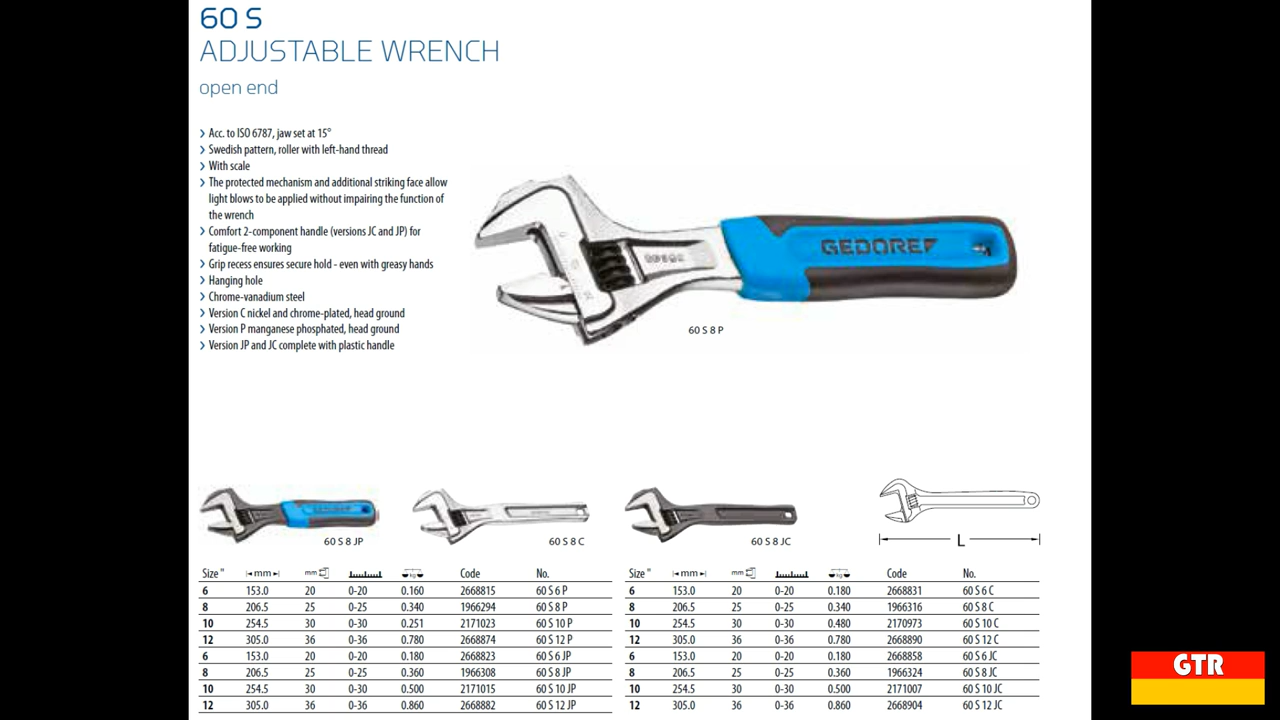 60 S
ADJUSTABLE WRENCH
open end
Acc. to ISO 6787, jaw set at 15°
Swedish pattern, roller with left-hand thread
With scale
The protected mechanism and additional striking face allow
light blows to be applied without impairing the function of
the wrench
Comfort 2-component handle (versions JC and JP) for
fatigue-free working
Grip recess ensures secure hold - even with greasy hands
Hanging hole
Chrome-vanadium steel
Version C nickel and chrome-plated, head ground
Version P manganese phosphated, head ground
Version JP and JC complete with plastic handle
GEDORE
60 S 8 P
60 S 8 JP
60 S 8 C
60 S 8 JC
L
Size " mm mm kg Code No.
6 153.0 20 0-20 0.160 2668815 60 S 6 P
8 206.5 25 0-25 0.340 1966294 60 S 8 P
10 254.5 30 0-30 0.251 2171023 60 S 10 P
12 305.0 36 0-36 0.780 2668874 60 S 12 P
6 153.0 20 0-20 0.180 2668823 60 S 6 JP
8 206.5 25 0-25 0.360 1966308 60 S 8 JP
10 254.5 30 0-30 0.500 2171015 60 S 10 JP
12 305.0 36 0-36 0.860 2668882 60 S 12 JP
Size " mm mm kg Code No.
6 153.0 20 0-20 0.180 2668831 60 S 6 C
8 206.5 25 0-25 0.340 1966316 60 S 8 C
10 254.5 30 0-30 0.480 2170973 60 S 10 C
12 305.0 36 0-36 0.780 2668890 60 S 12 C
6 153.0 20 0-20 0.180 2668858 60 S 6 JC
8 206.5 25 0-25 0.360 1966324 60 S 8 JC
10 254.5 30 0-30 0.500 2171007 60 S 10 JC
12 305.0 36 0-36 0.860 2668904 60 S 12 JC
GTR